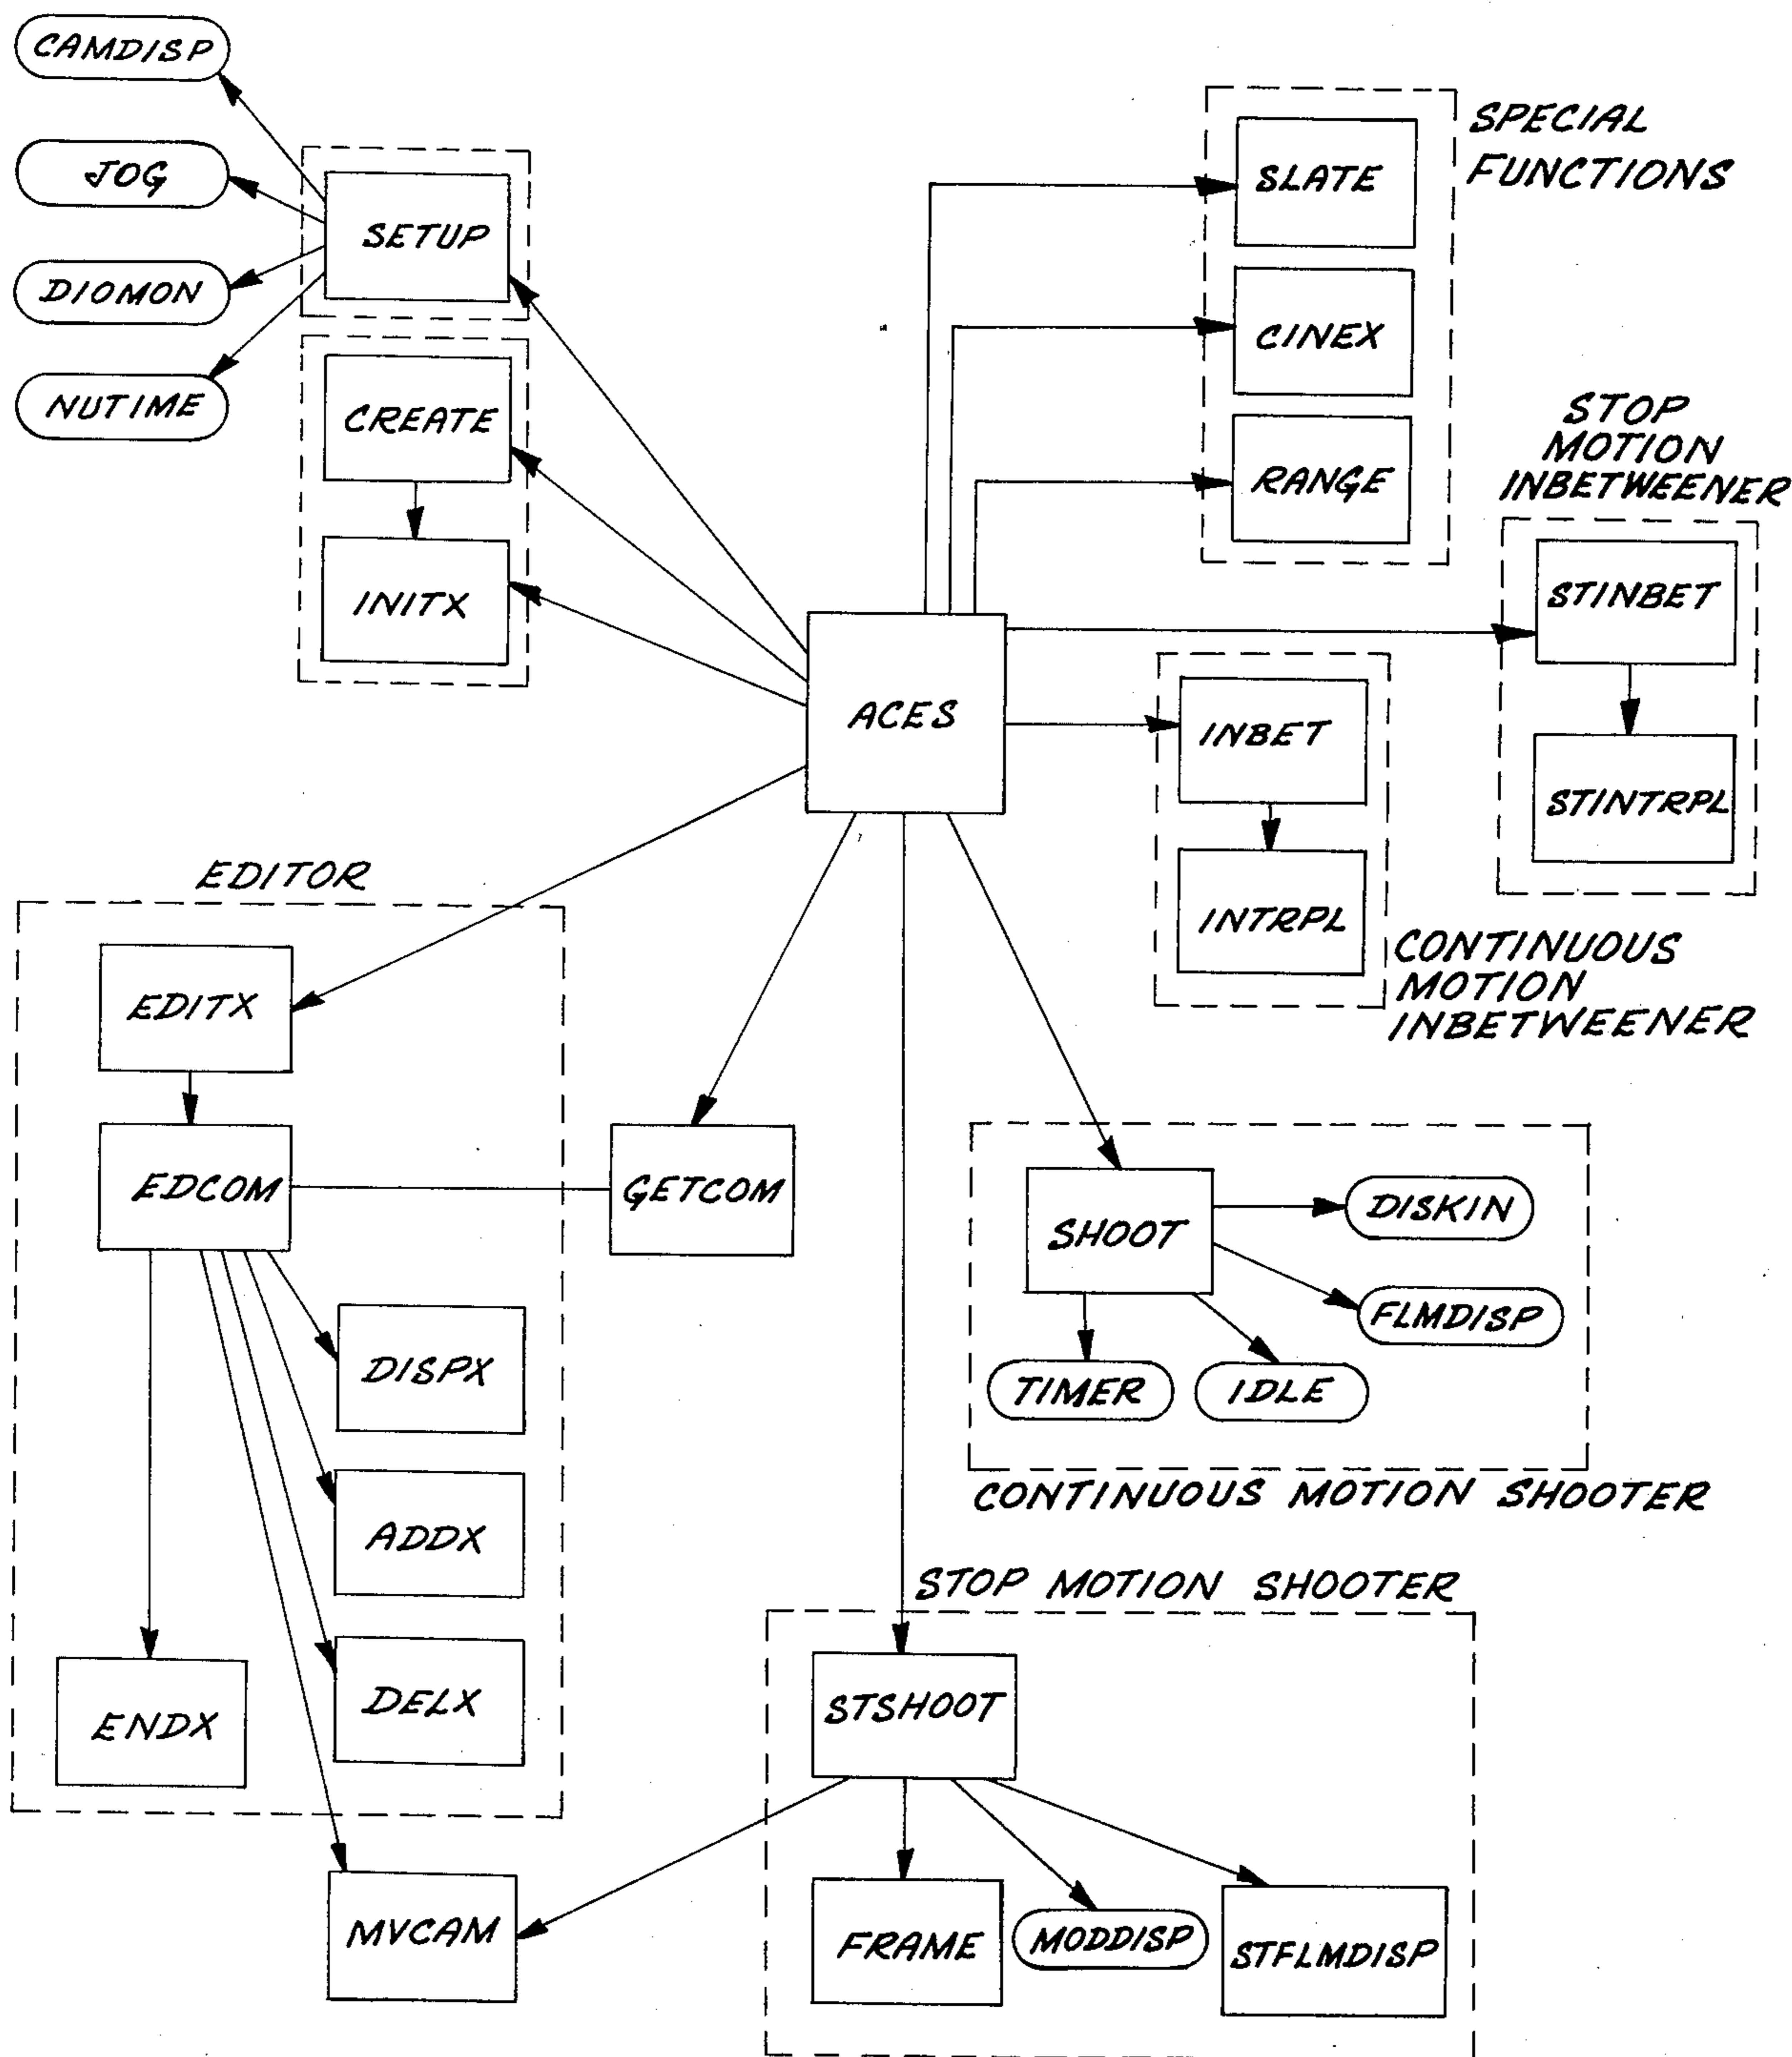 CAMDISP
JOG
DIOMON
NUTIME
SETUP
CREATE
INITX
SPECIAL
FUNCTIONS
SLATE
CINEX
RANGE
STOP
MOTION
INBETWEENER
STINBET
STINTRPL
ACES
INBET
INTRPL
CONTINUOUS
MOTION
INBETWEENER
EDITOR
EDITX
EDCOM
GETCOM
DISPX
ADDX
DELX
ENDX
MVCAM
SHOOT
DISKIN
FLMDISP
TIMER
IDLE
CONTINUOUS MOTION SHOOTER
STOP MOTION SHOOTER
STSHOOT
FRAME
MODDISP
STFLMDISP